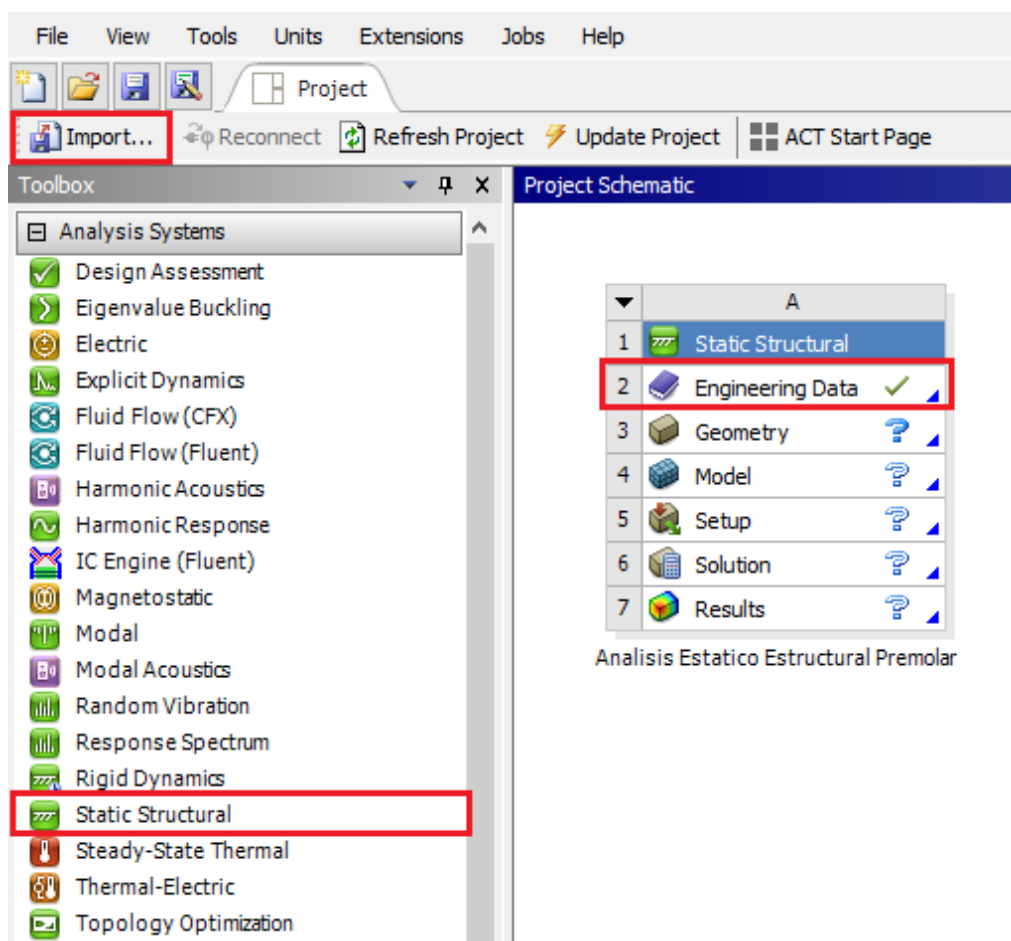 File View Tools Units Extensions Jobs Help
Project
Import... Reconnect Refresh Project Update Project ACT Start Page
Toolbox
Project Schematic
Analysis Systems
Design Assessment
Eigenvalue Buckling
Electric
Explicit Dynamics
Fluid Flow (CFX)
Fluid Flow (Fluent)
Harmonic Acoustics
Harmonic Response
IC Engine (Fluent)
Magnetostatic
Modal
Modal Acoustics
Random Vibration
Response Spectrum
Rigid Dynamics
Static Structural
Steady-State Thermal
Thermal-Electric
Topology Optimization
A
1 Static Structural
2 Engineering Data
3 Geometry
4 Model
5 Setup
6 Solution
7 Results
Analisis Estatico Estructural Premolar